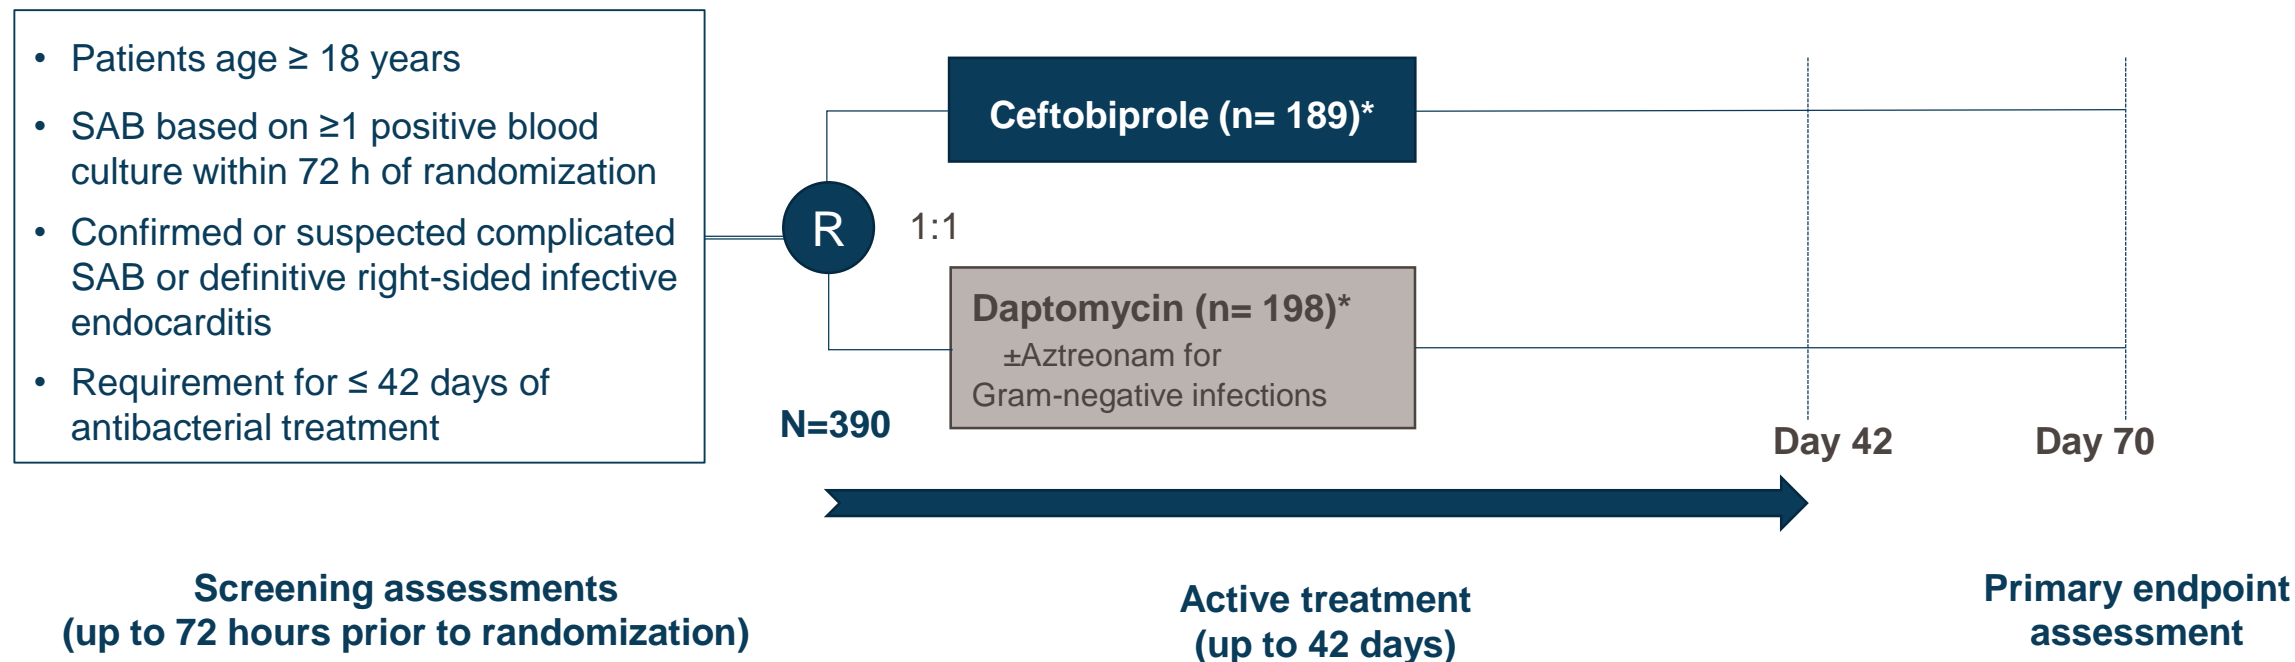 • Patients age ≥ 18 years
• SAB based on ≥1 positive blood
culture within 72 h of randomization
• Confirmed or suspected complicated
SAB or definitive right-sided infective
endocarditis
• Requirement for ≤ 42 days of
antibacterial treatment
R
1:1
N=390
Ceftobiprole (n= 189)*
Daptomycin (n= 198)*
±Aztreonam for
Gram-negative infections
Day 42
Day 70
Screening assessments
(up to 72 hours prior to randomization)
Active treatment
(up to 42 days)
Primary endpoint
assessment